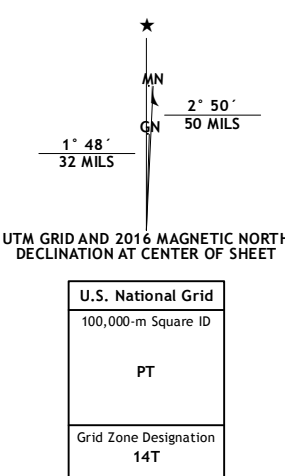 ★
MN
GN
2° 50´
50 MILS
1° 48´
32 MILS
UTM GRID AND 2016 MAGNETIC NORTH
DECLINATION AT CENTER OF SHEET
U.S. National Grid
100,000-m Square ID
PT
Grid Zone Designation
14T